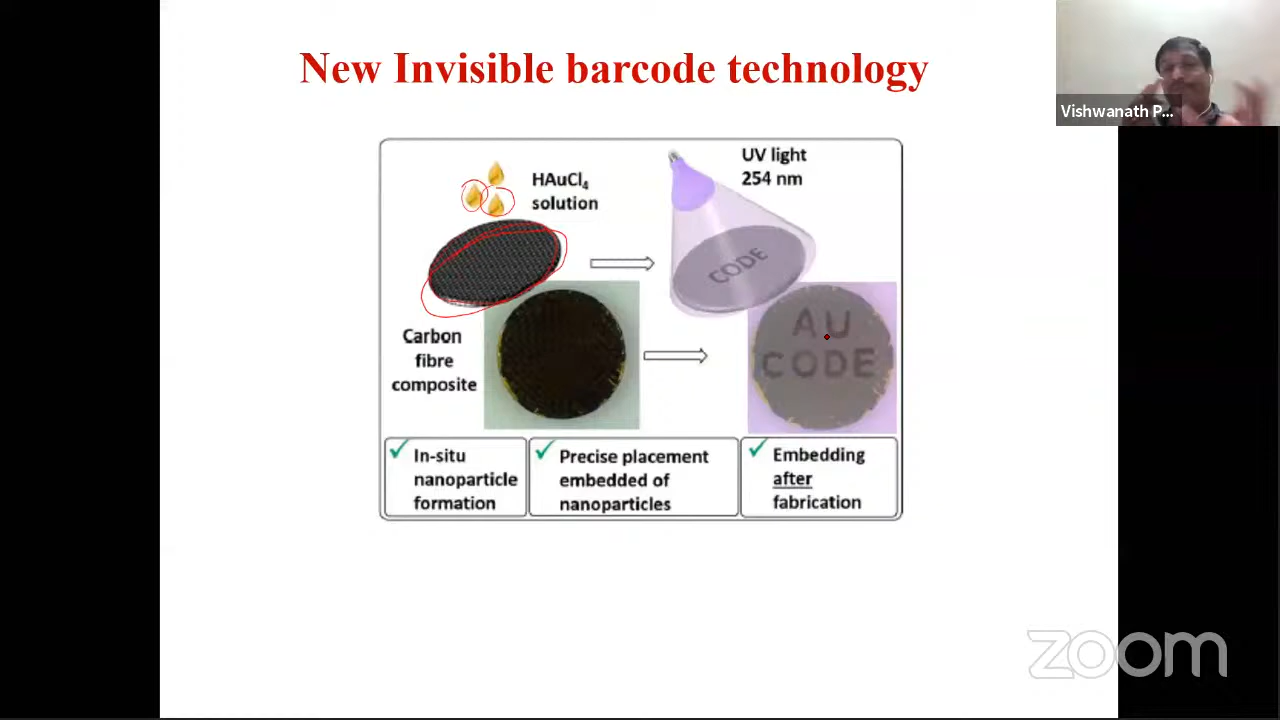 New Invisible barcode technology
Vishwanath P...
HAuCl₄
solution
UV light
254 nm
CODE
Carbon
fibre
composite
AU
CODE
In-situ
nanoparticle
formation
Precise placement
embedded of
nanoparticles
Embedding
after
fabrication
zoom